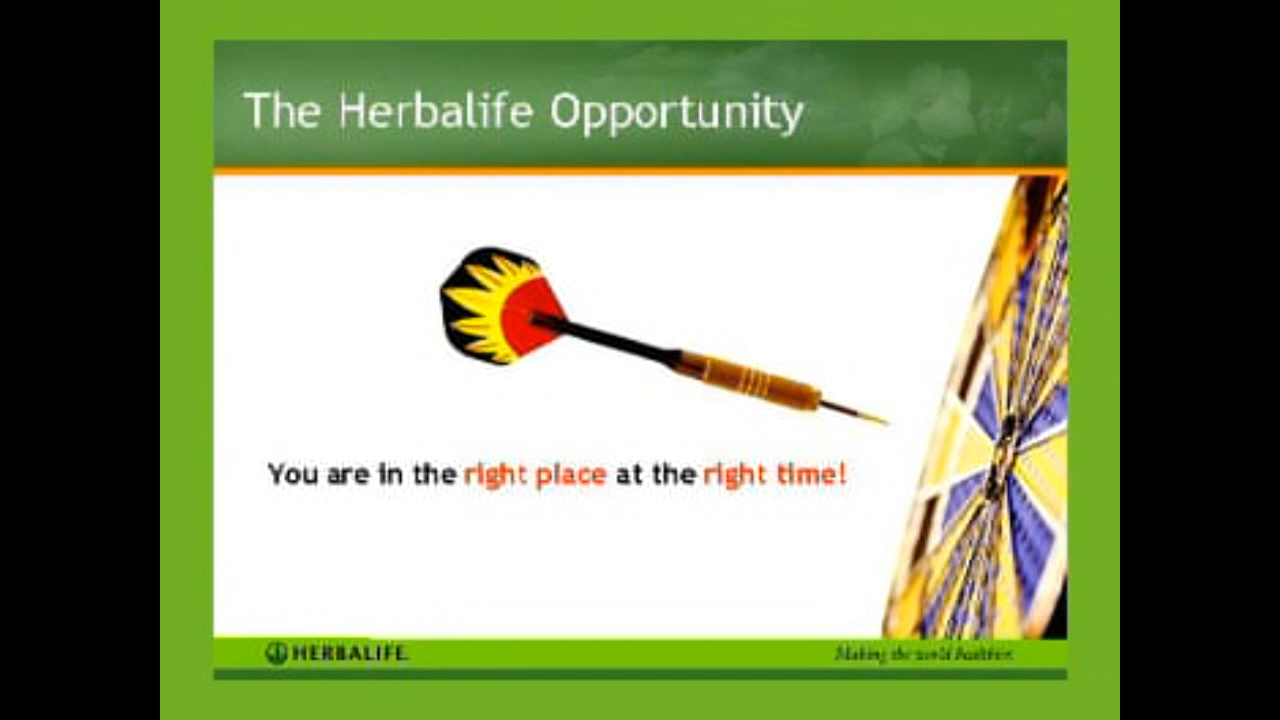 The Herbalife Opportunity
You are in the right place at the right time!
HERBALIFE.
Making the world healthier.